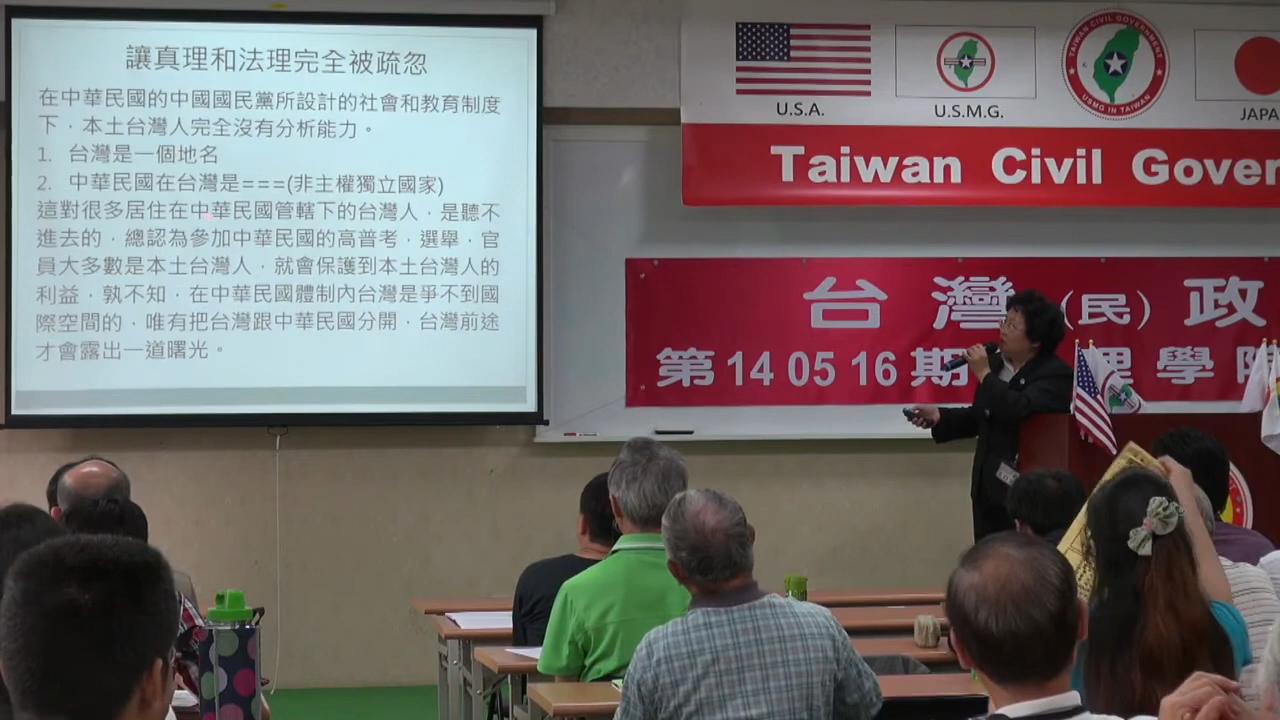 讓真理和法理完全被疏忽
在中華民國的中國國民黨所設計的社會和教育制度
下，本土台灣人完全沒有分析能力。
1. 台灣是一個地名
2. 中華民國在台灣是===(非主權獨立國家)
這對很多居住在中華民國管轄下的台灣人，是聽不
進去的，總認為參加中華民國的高普考，選舉，官
員大多數是本土台灣人，就會保護到本土台灣人的
利益，孰不知，在中華民國體制內台灣是爭不到國
際空間的，唯有把台灣跟中華民國分開，台灣前途
才會露出一道曙光。
U.S.A.
U.S.M.G.
TAIWAN CIVIL GOVERNMENT
USMG IN TAIWAN
JAPA
Taiwan Civil Gover
台灣(民)政
第 14 05 16 期 理學院